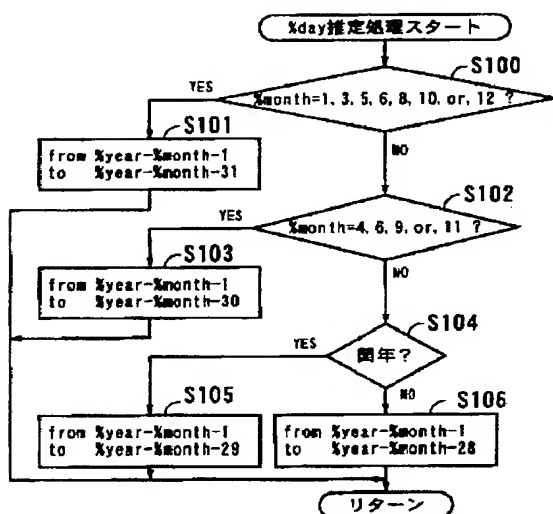 %day推定処理スタート
S100
%month=1, 3, 5, 6, 8, 10, or, 12 ?
YES
NO
S101
from %year-%month-1
to %year-%month-31
S102
%month=4, 6, 9, or, 11 ?
YES
NO
S103
from %year-%month-1
to %year-%month-30
S104
閏年?
YES
NO
S105
from %year-%month-1
to %year-%month-29
S106
from %year-%month-1
to %year-%month-28
リターン